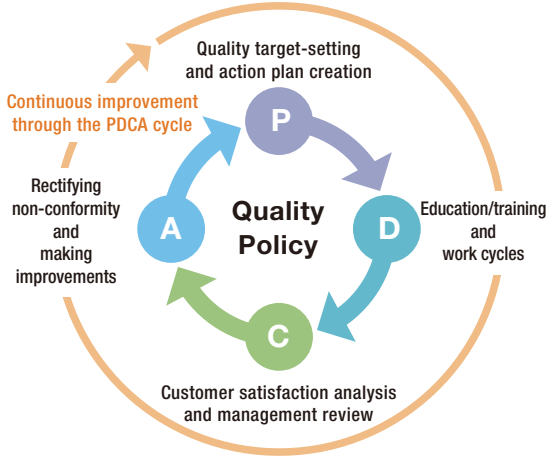 Quality target-setting
and action plan creation
Continuous improvement
through the PDCA cycle
P
Rectifying
non-conformity
and
making
improvements
A
Quality
Policy
D
Education/training
and
work cycles
C
Customer satisfaction analysis
and management review